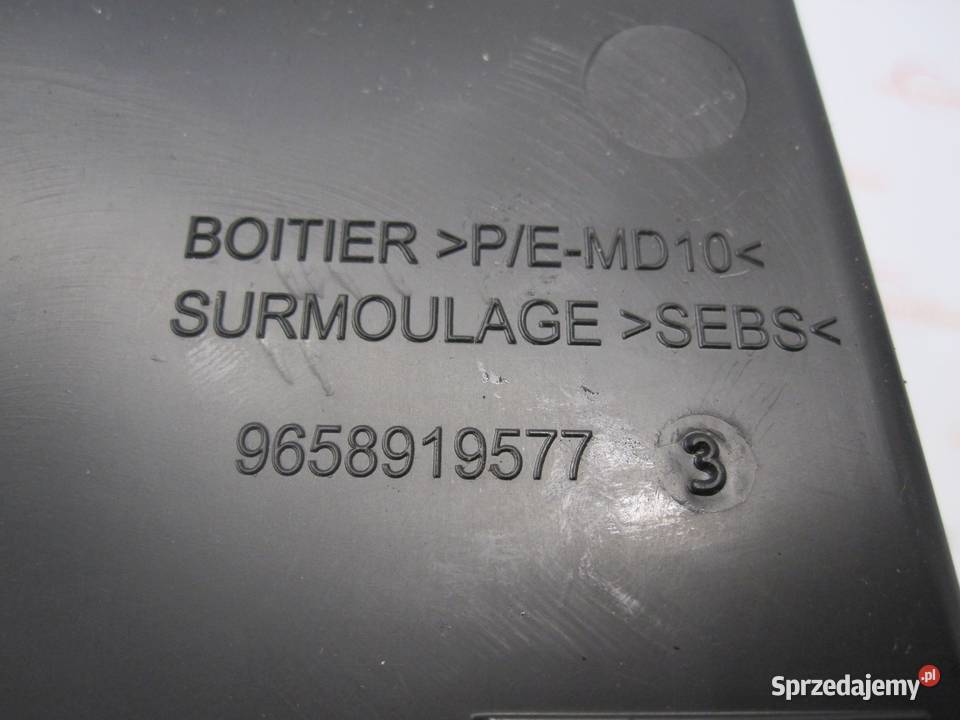 BOITIER >P/E-MD10<
SURMOULAGE >SEBS<
9658919577 3
Sprzedajemy.pl